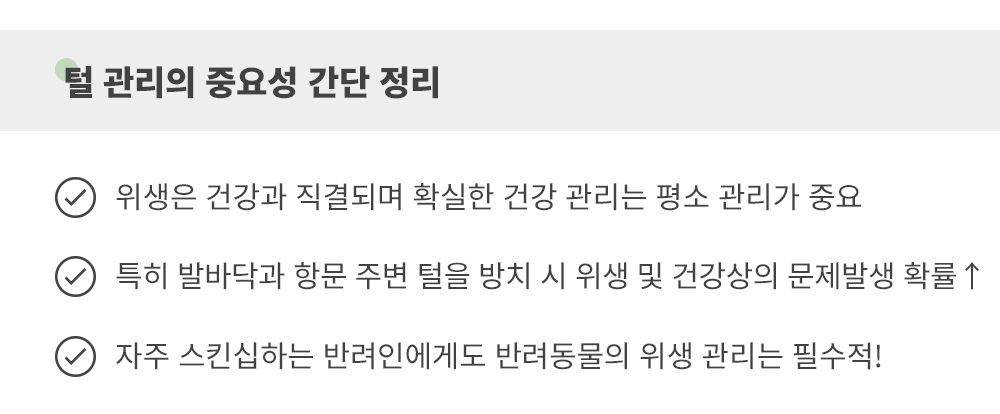 털 관리의 중요성 간단 정리
위생은 건강과 직결되며 확실한 건강 관리는 평소 관리가 중요
특히 발바닥과 항문 주변 털을 방치 시 위생 및 건강상의 문제발생 확률↑
자주 스킨십하는 반려인에게도 반려동물의 위생 관리는 필수적!